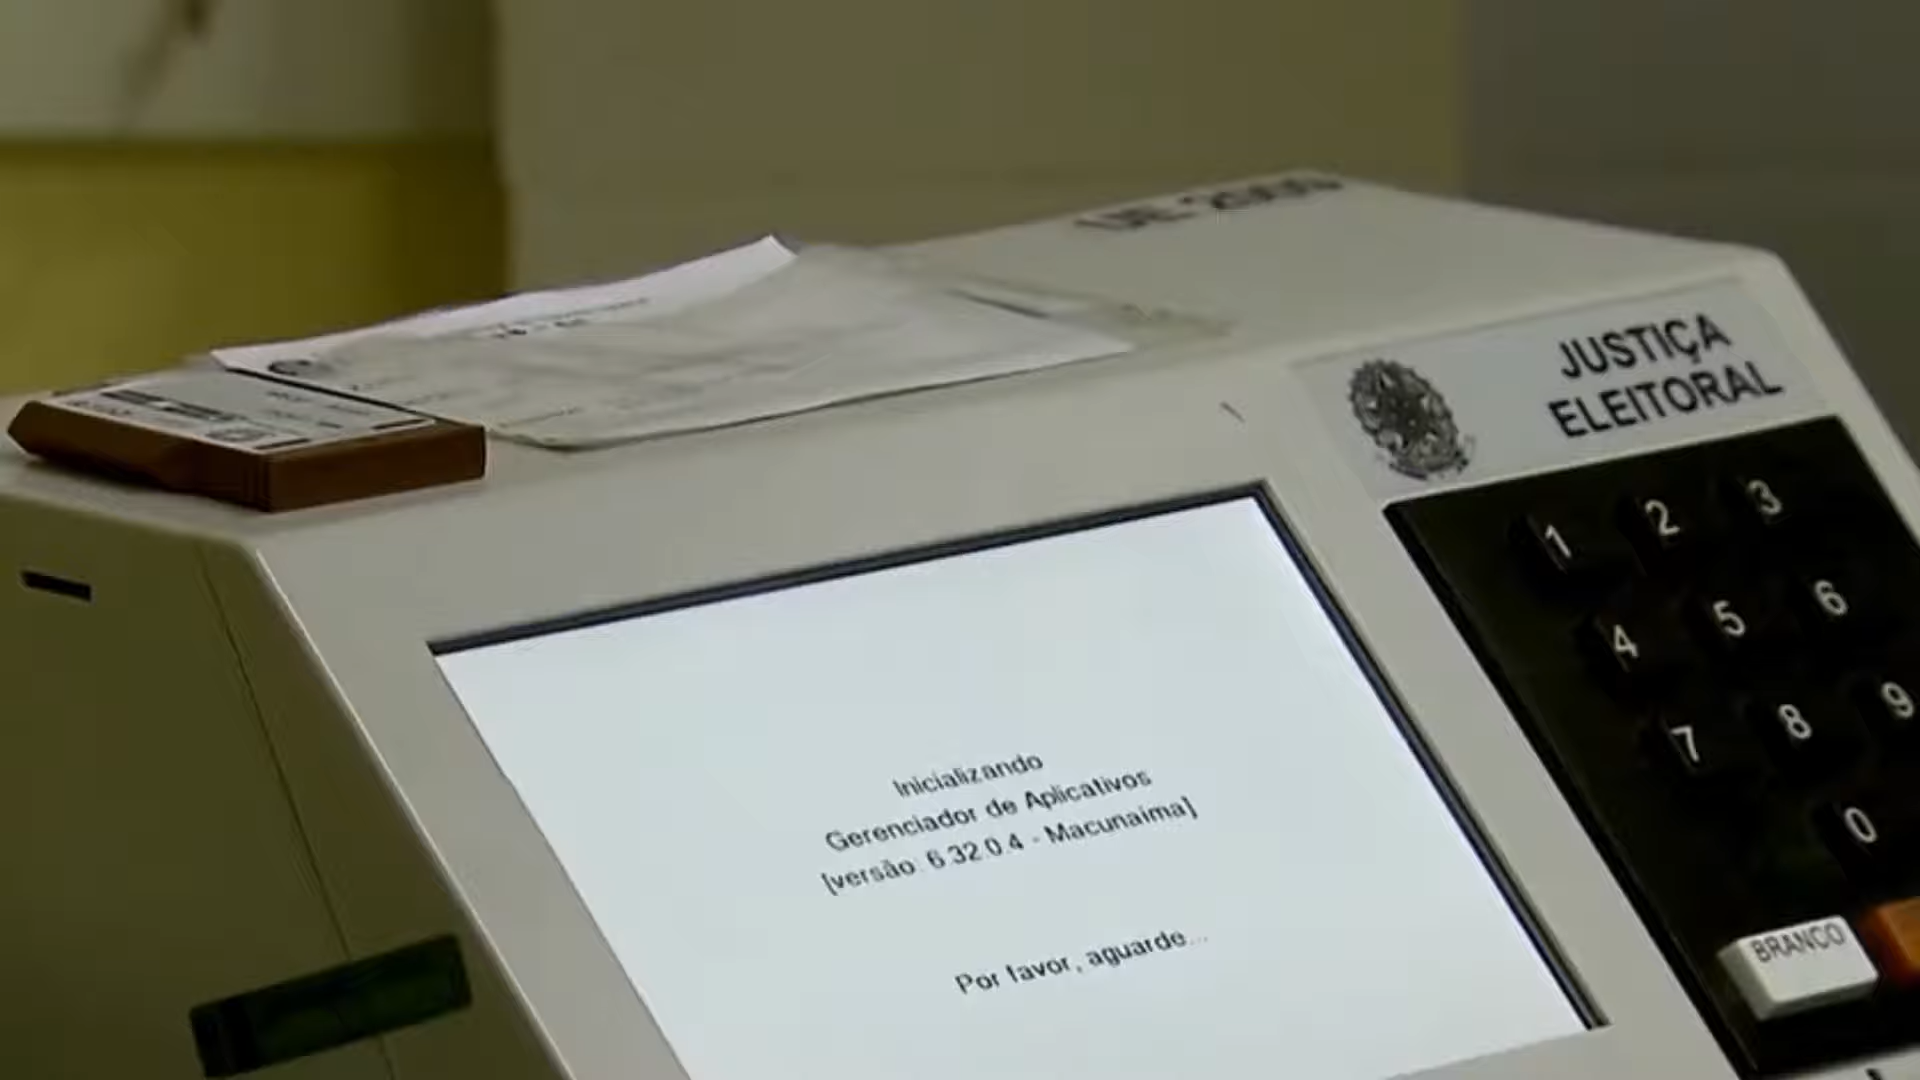 JUSTIÇA
ELEITORAL
1 2 3
4 5 6
7 8 9
0
BRANCO
Inicializando
Gerenciador de Aplicativos
[versão: 6.32.0.4 - Macunaima]
Por favor, aguarde...